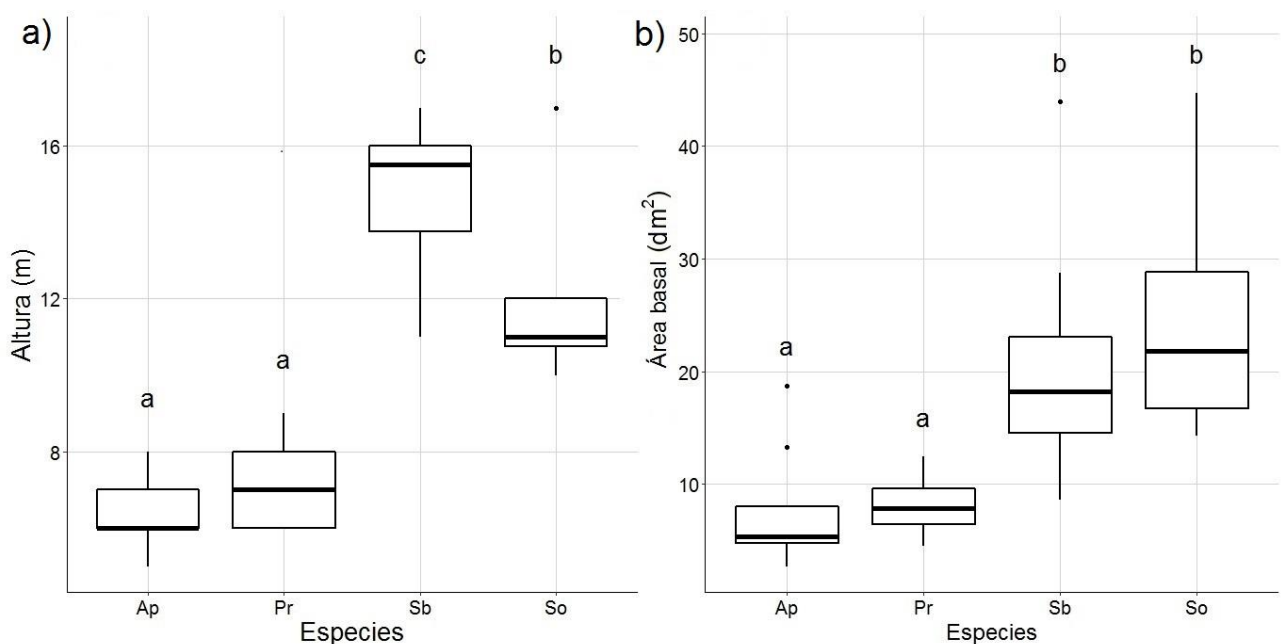 a)
c
b
a
a
16
12
8
Altura (m)
Ap
Pr
Sb
So
Especies
b)
b
b
a
a
50
40
30
20
10
Área basal (dm²)
Ap
Pr
Sb
So
Especies